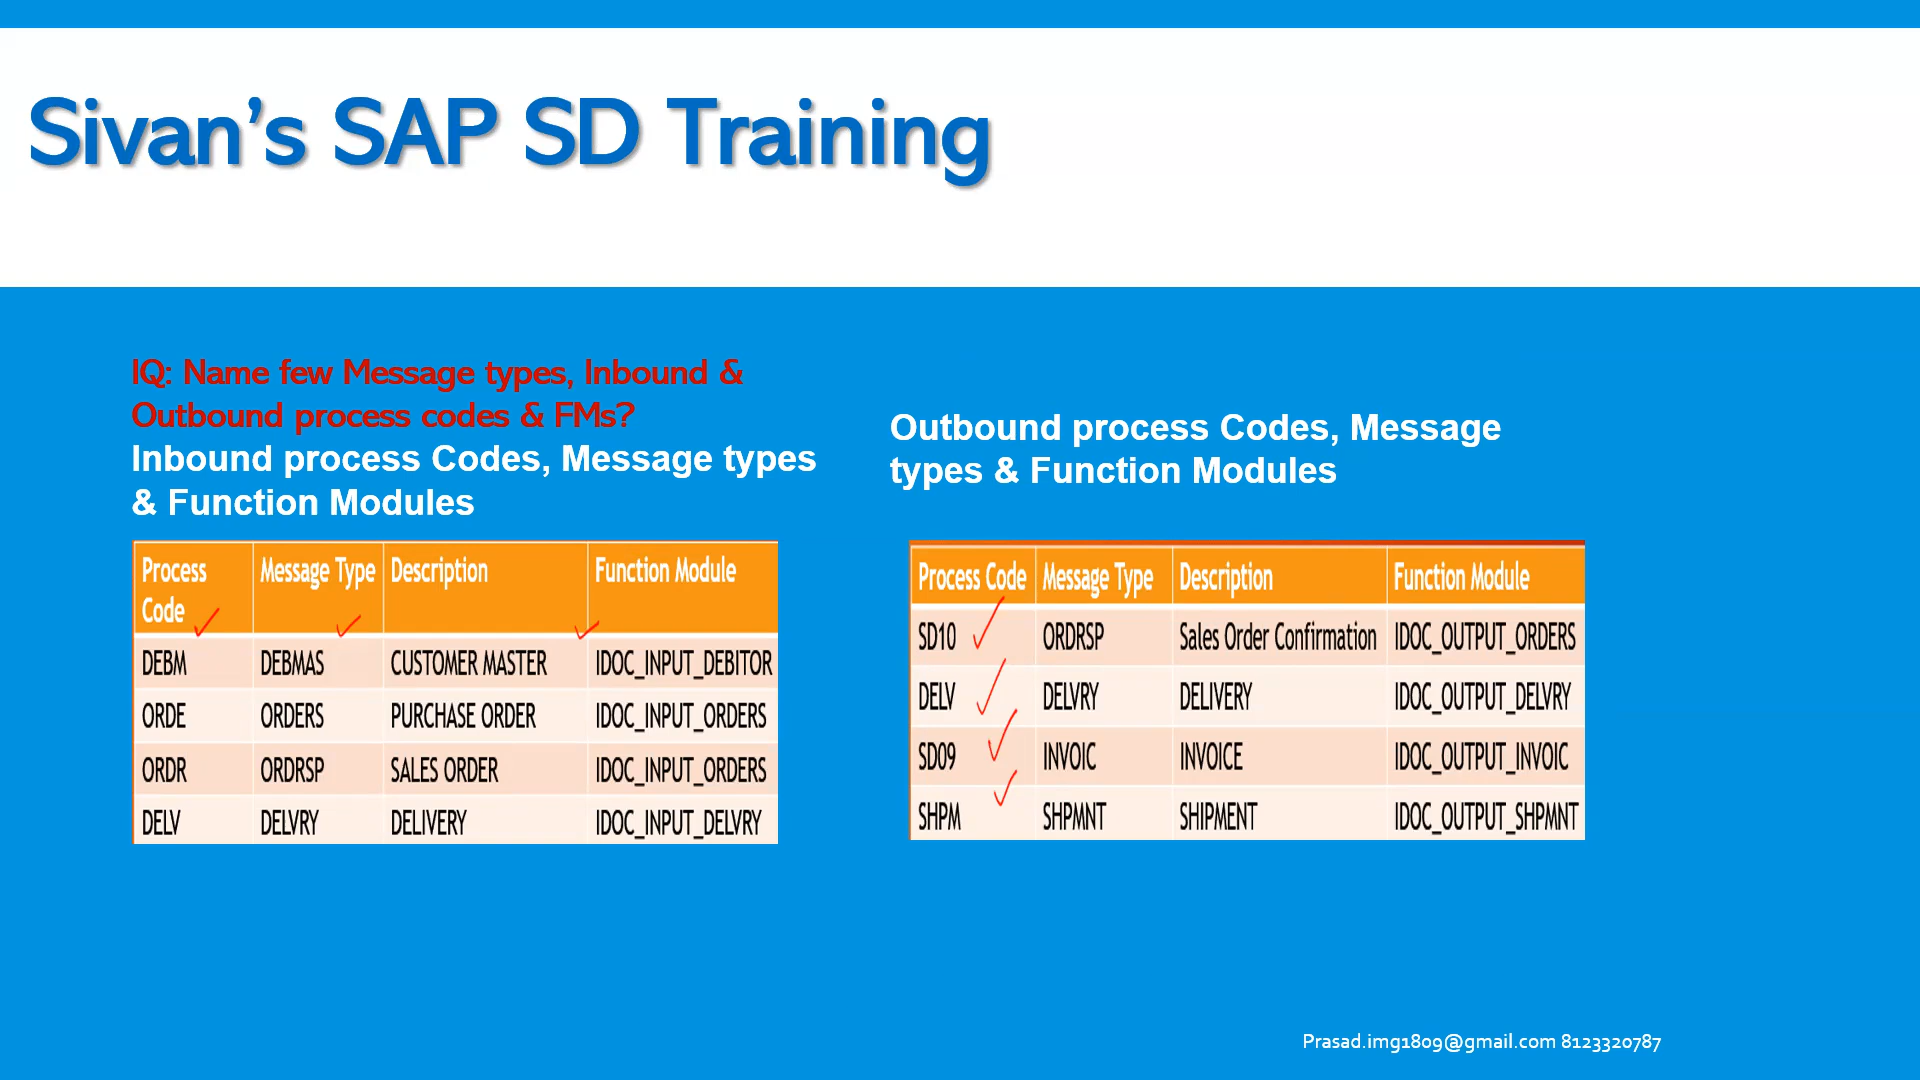 Sivan's SAP SD Training
IQ: Name few Message types, Inbound &
Outbound process codes & FMs?
Inbound process Codes, Message types
& Function Modules
Process Code Message Type Description Function Module
DEBM DEBMAS CUSTOMER MASTER IDOC_INPUT_DEBITOR
ORDE ORDERS PURCHASE ORDER IDOC_INPUT_ORDERS
ORDR ORDRSP SALES ORDER IDOC_INPUT_ORDERS
DELV DELVRY DELIVERY IDOC_INPUT_DELVRY
Outbound process Codes, Message
types & Function Modules
Process Code Message Type Description Function Module
SD10 ORDRSP Sales Order Confirmation IDOC_OUTPUT_ORDERS
DELV DELVRY DELIVERY IDOC_OUTPUT_DELVRY
SD09 INVOIC INVOICE IDOC_OUTPUT_INVOIC
SHPM SHPMNT SHIPMENT IDOC_OUTPUT_SHPMNT
Prasad.img1809@gmail.com 8123320787